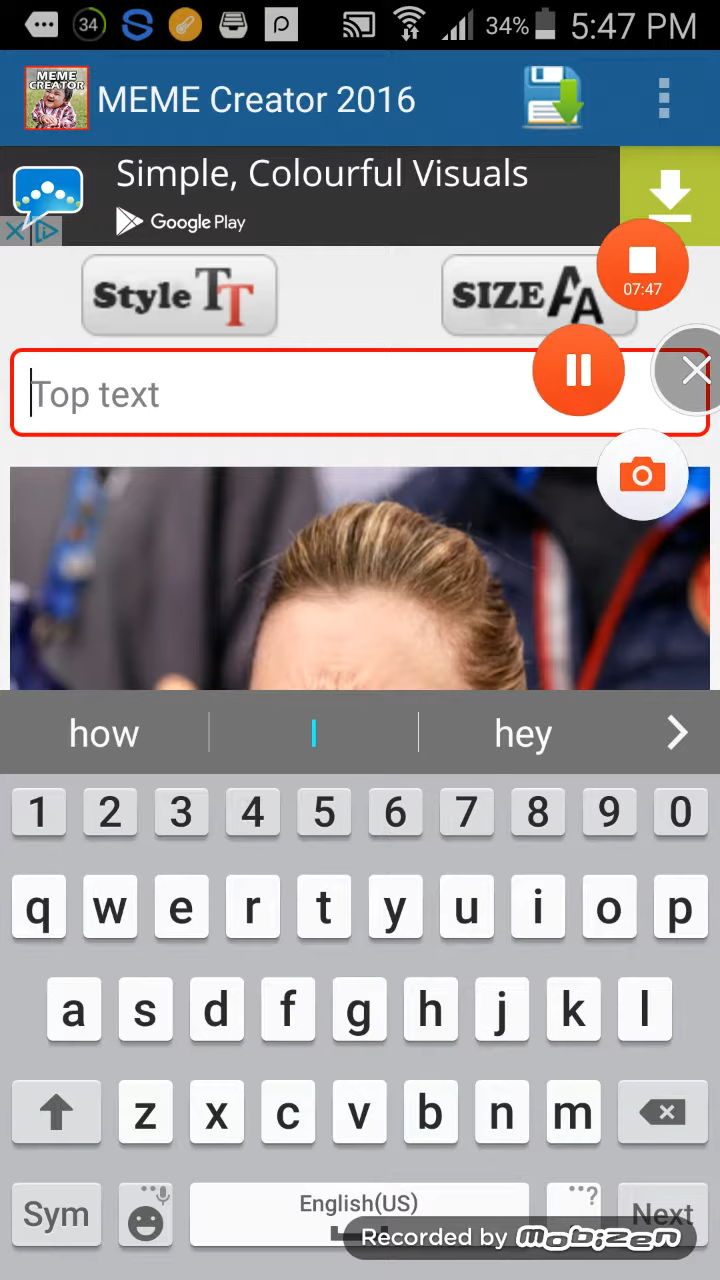 34
34% 5:47 PM
MEME CREATOR
MEME Creator 2016
Simple, Colourful Visuals
Google Play
07:47
Style TT
SIZE AA
Top text
how
I
hey
1 2 3 4 5 6 7 8 9 0
q w e r t y u i o p
a s d f g h j k l
z x c v b n m
Sym
English(US)
?
Next
Recorded by mobizen